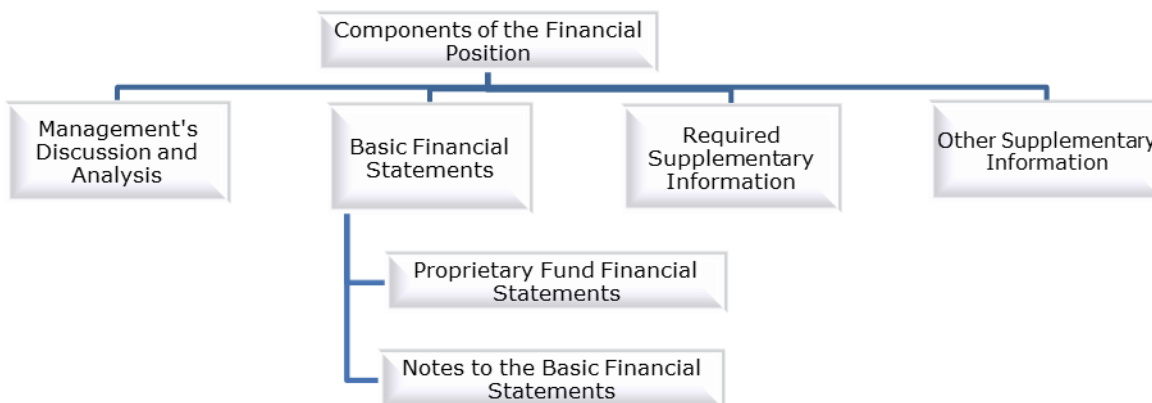 Components of the Financial
Position
Management's
Discussion and
Analysis
Basic Financial
Statements
Required
Supplementary
Information
Other Supplementary
Information
Proprietary Fund Financial
Statements
Notes to the Basic Financial
Statements